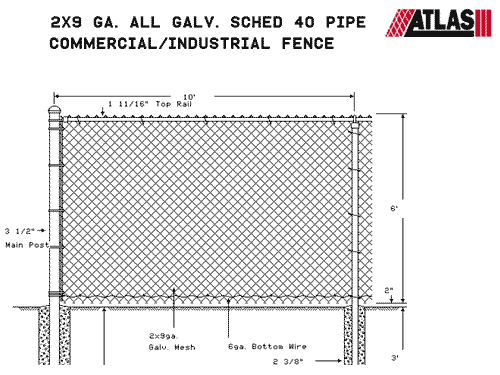 2X9 GA. ALL GALV. SCHED 40 PIPE
COMMERCIAL/INDUSTRIAL FENCE
ATLAS
10'
1 11/16" Top Rail
6'
3 1/2"
Main Post
2"
2x9ga.
Galv. Mesh
6ga. Bottom Wire
2 3/8"
3'